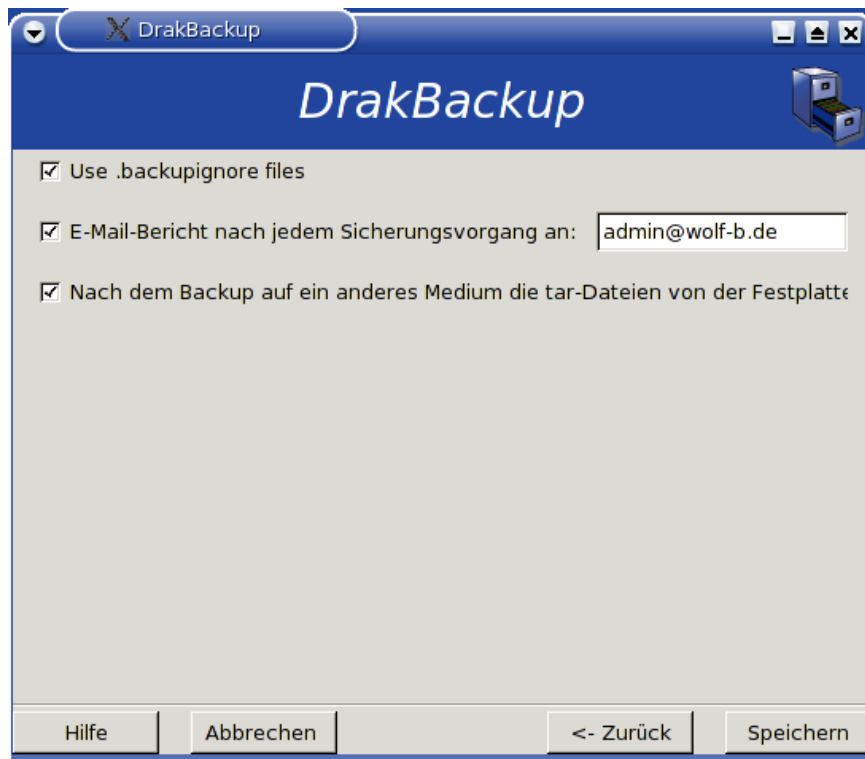 DrakBackup
DrakBackup
Use .backupignore files
E-Mail-Bericht nach jedem Sicherungsvorgang an: admin@wolf-b.de
Nach dem Backup auf ein anderes Medium die tar-Dateien von der Festplatte
Hilfe Abbrechen <- Zurück Speichern